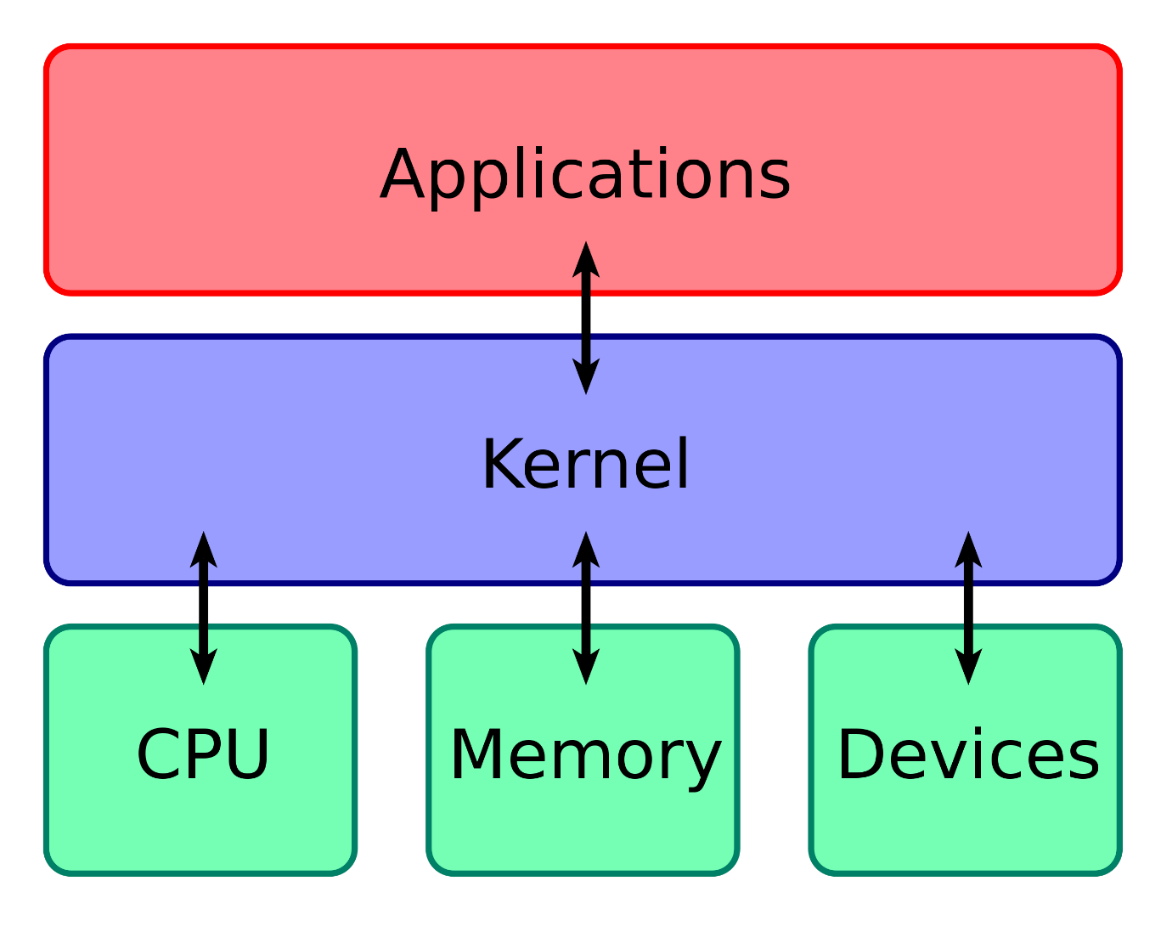 Applications
Kernel
CPU
Memory
Devices